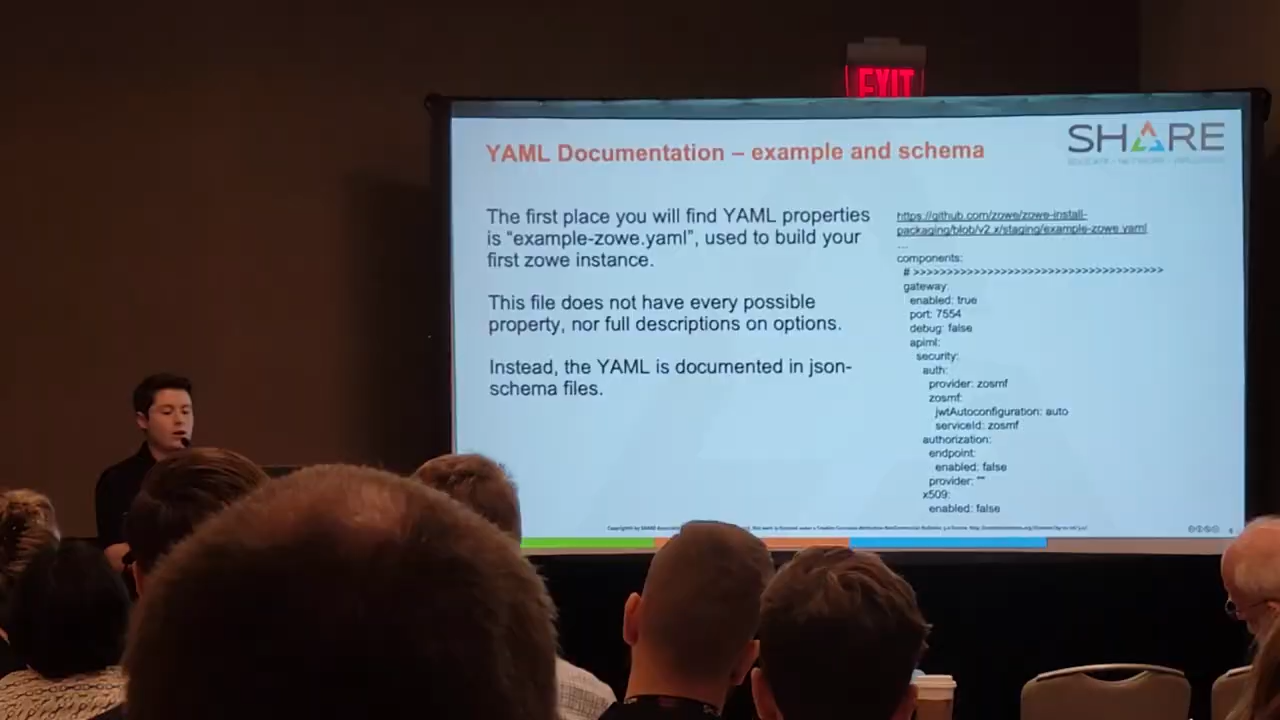 EXIT
SHARE
YAML Documentation – example and schema
The first place you will find YAML properties
is “example-zowe.yaml”, used to build your
first zowe instance.
This file does not have every possible
property, nor full descriptions on options.
Instead, the YAML is documented in json-
schema files.
https://github.com/zowe/zowe-install-
packaging/blob/v2.x/staging/example-zowe.yaml
...
components:
# >>>>>>>>>>>>>>>>>>>>>>>>>>>>>>>>>>>>>
gateway:
enabled: true
port: 7554
debug: false
apiml:
security:
auth:
provider: zosmf
zosmf:
jwtAutoconfiguration: auto
serviceId: zosmf
authorization:
endpoint:
enabled: false
provider: ""
x509:
enabled: false